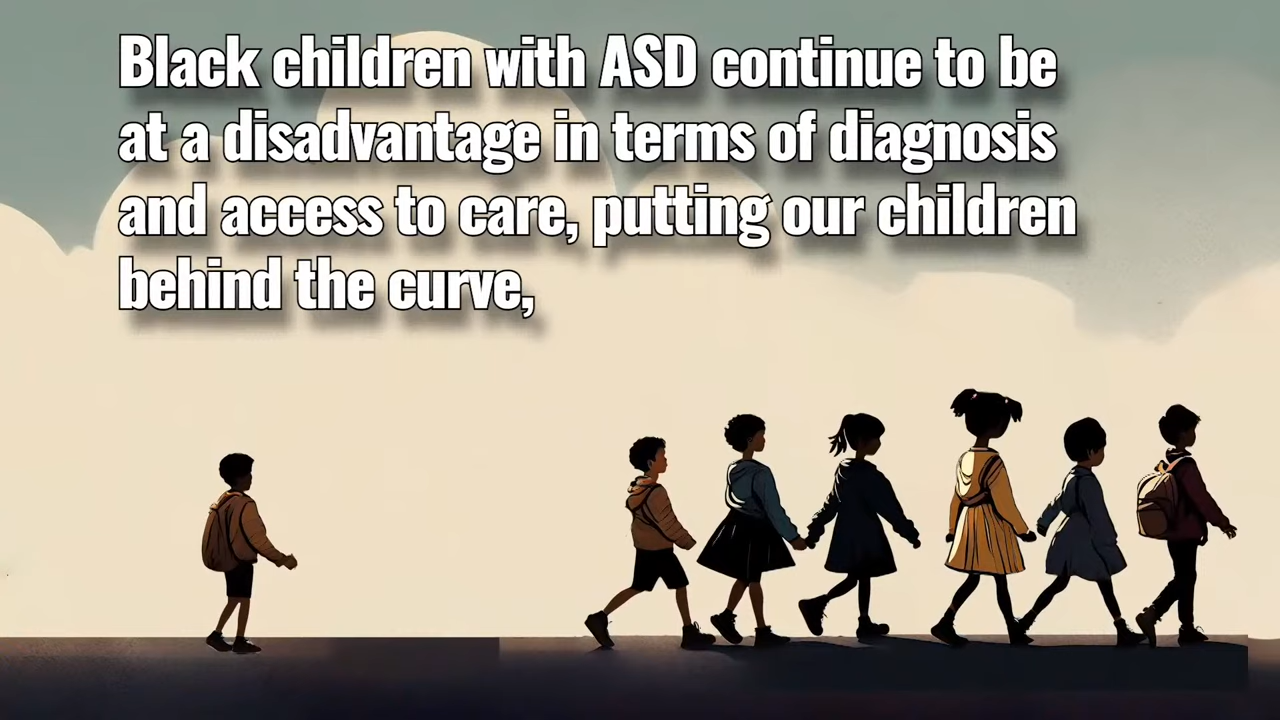 Black children with ASD continue to be
at a disadvantage in terms of diagnosis
and access to care, putting our children
behind the curve,